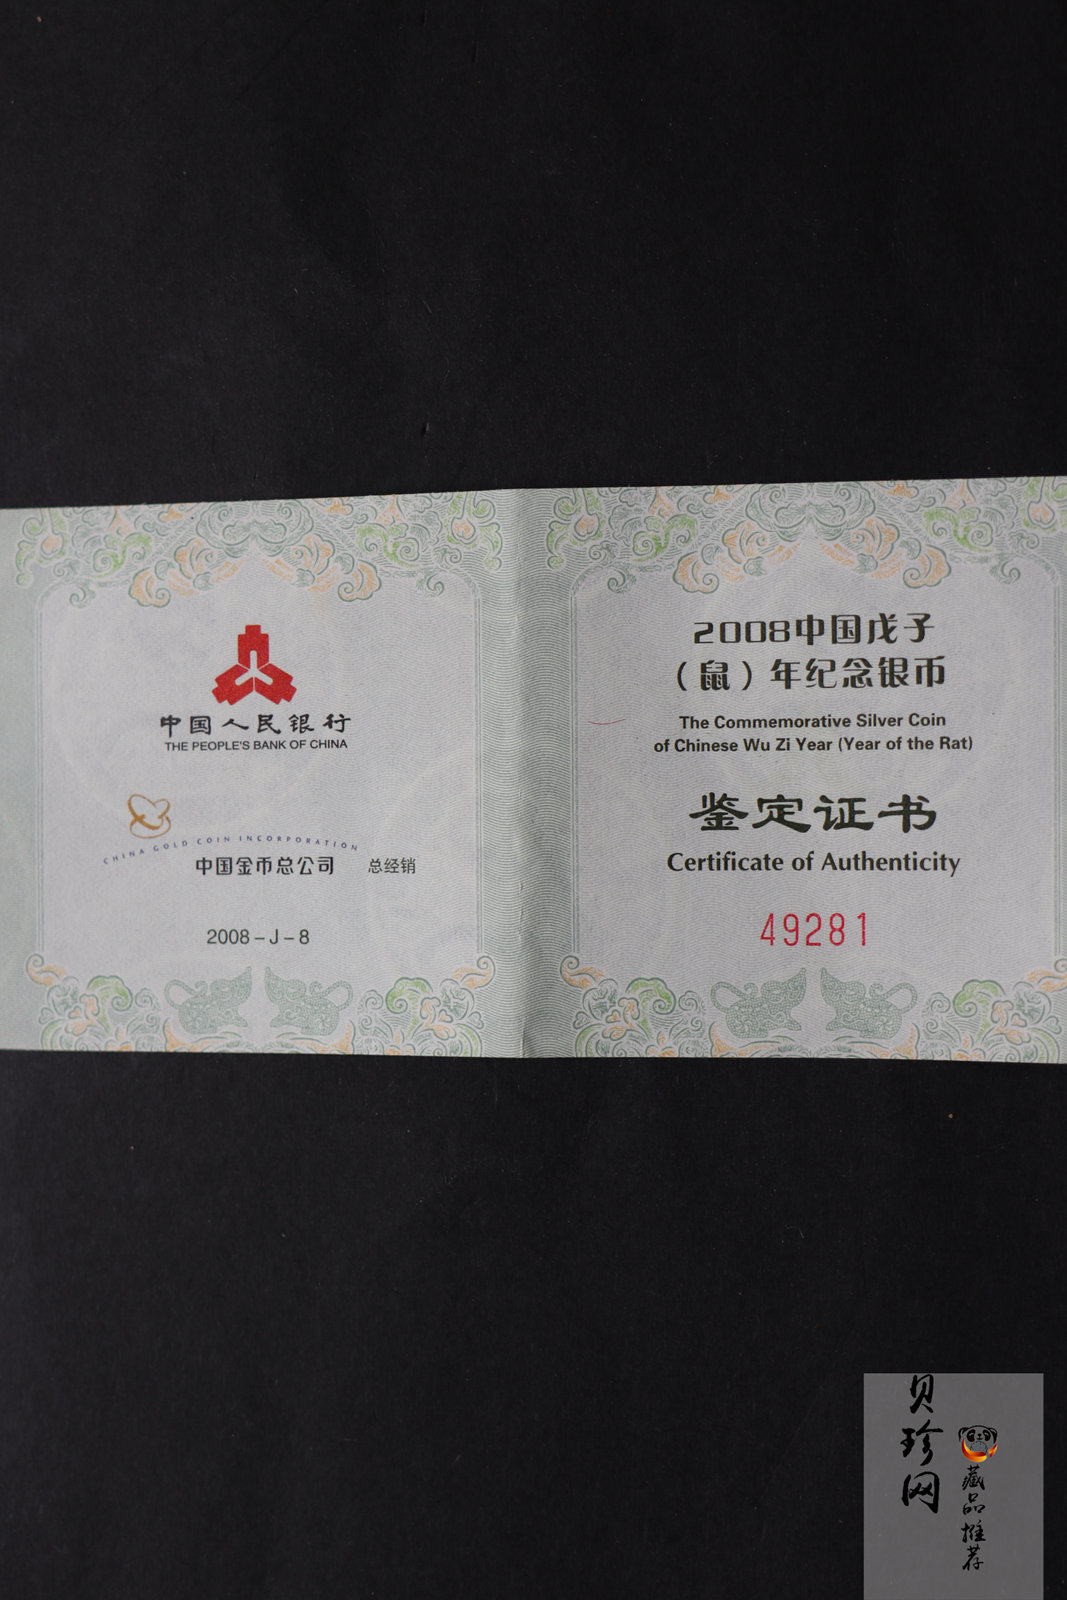 中国人民银行
THE PEOPLE'S BANK OF CHINA
CHINA GOLD COIN INCORPORATION
中国金币总公司 总经销
2008-J-8
2008中国戊子
（鼠）年纪念银币
The Commemorative Silver Coin
of Chinese Wu Zi Year (Year of the Rat)
鉴定证书
Certificate of Authenticity
49281
贝珍网
藏品推荐